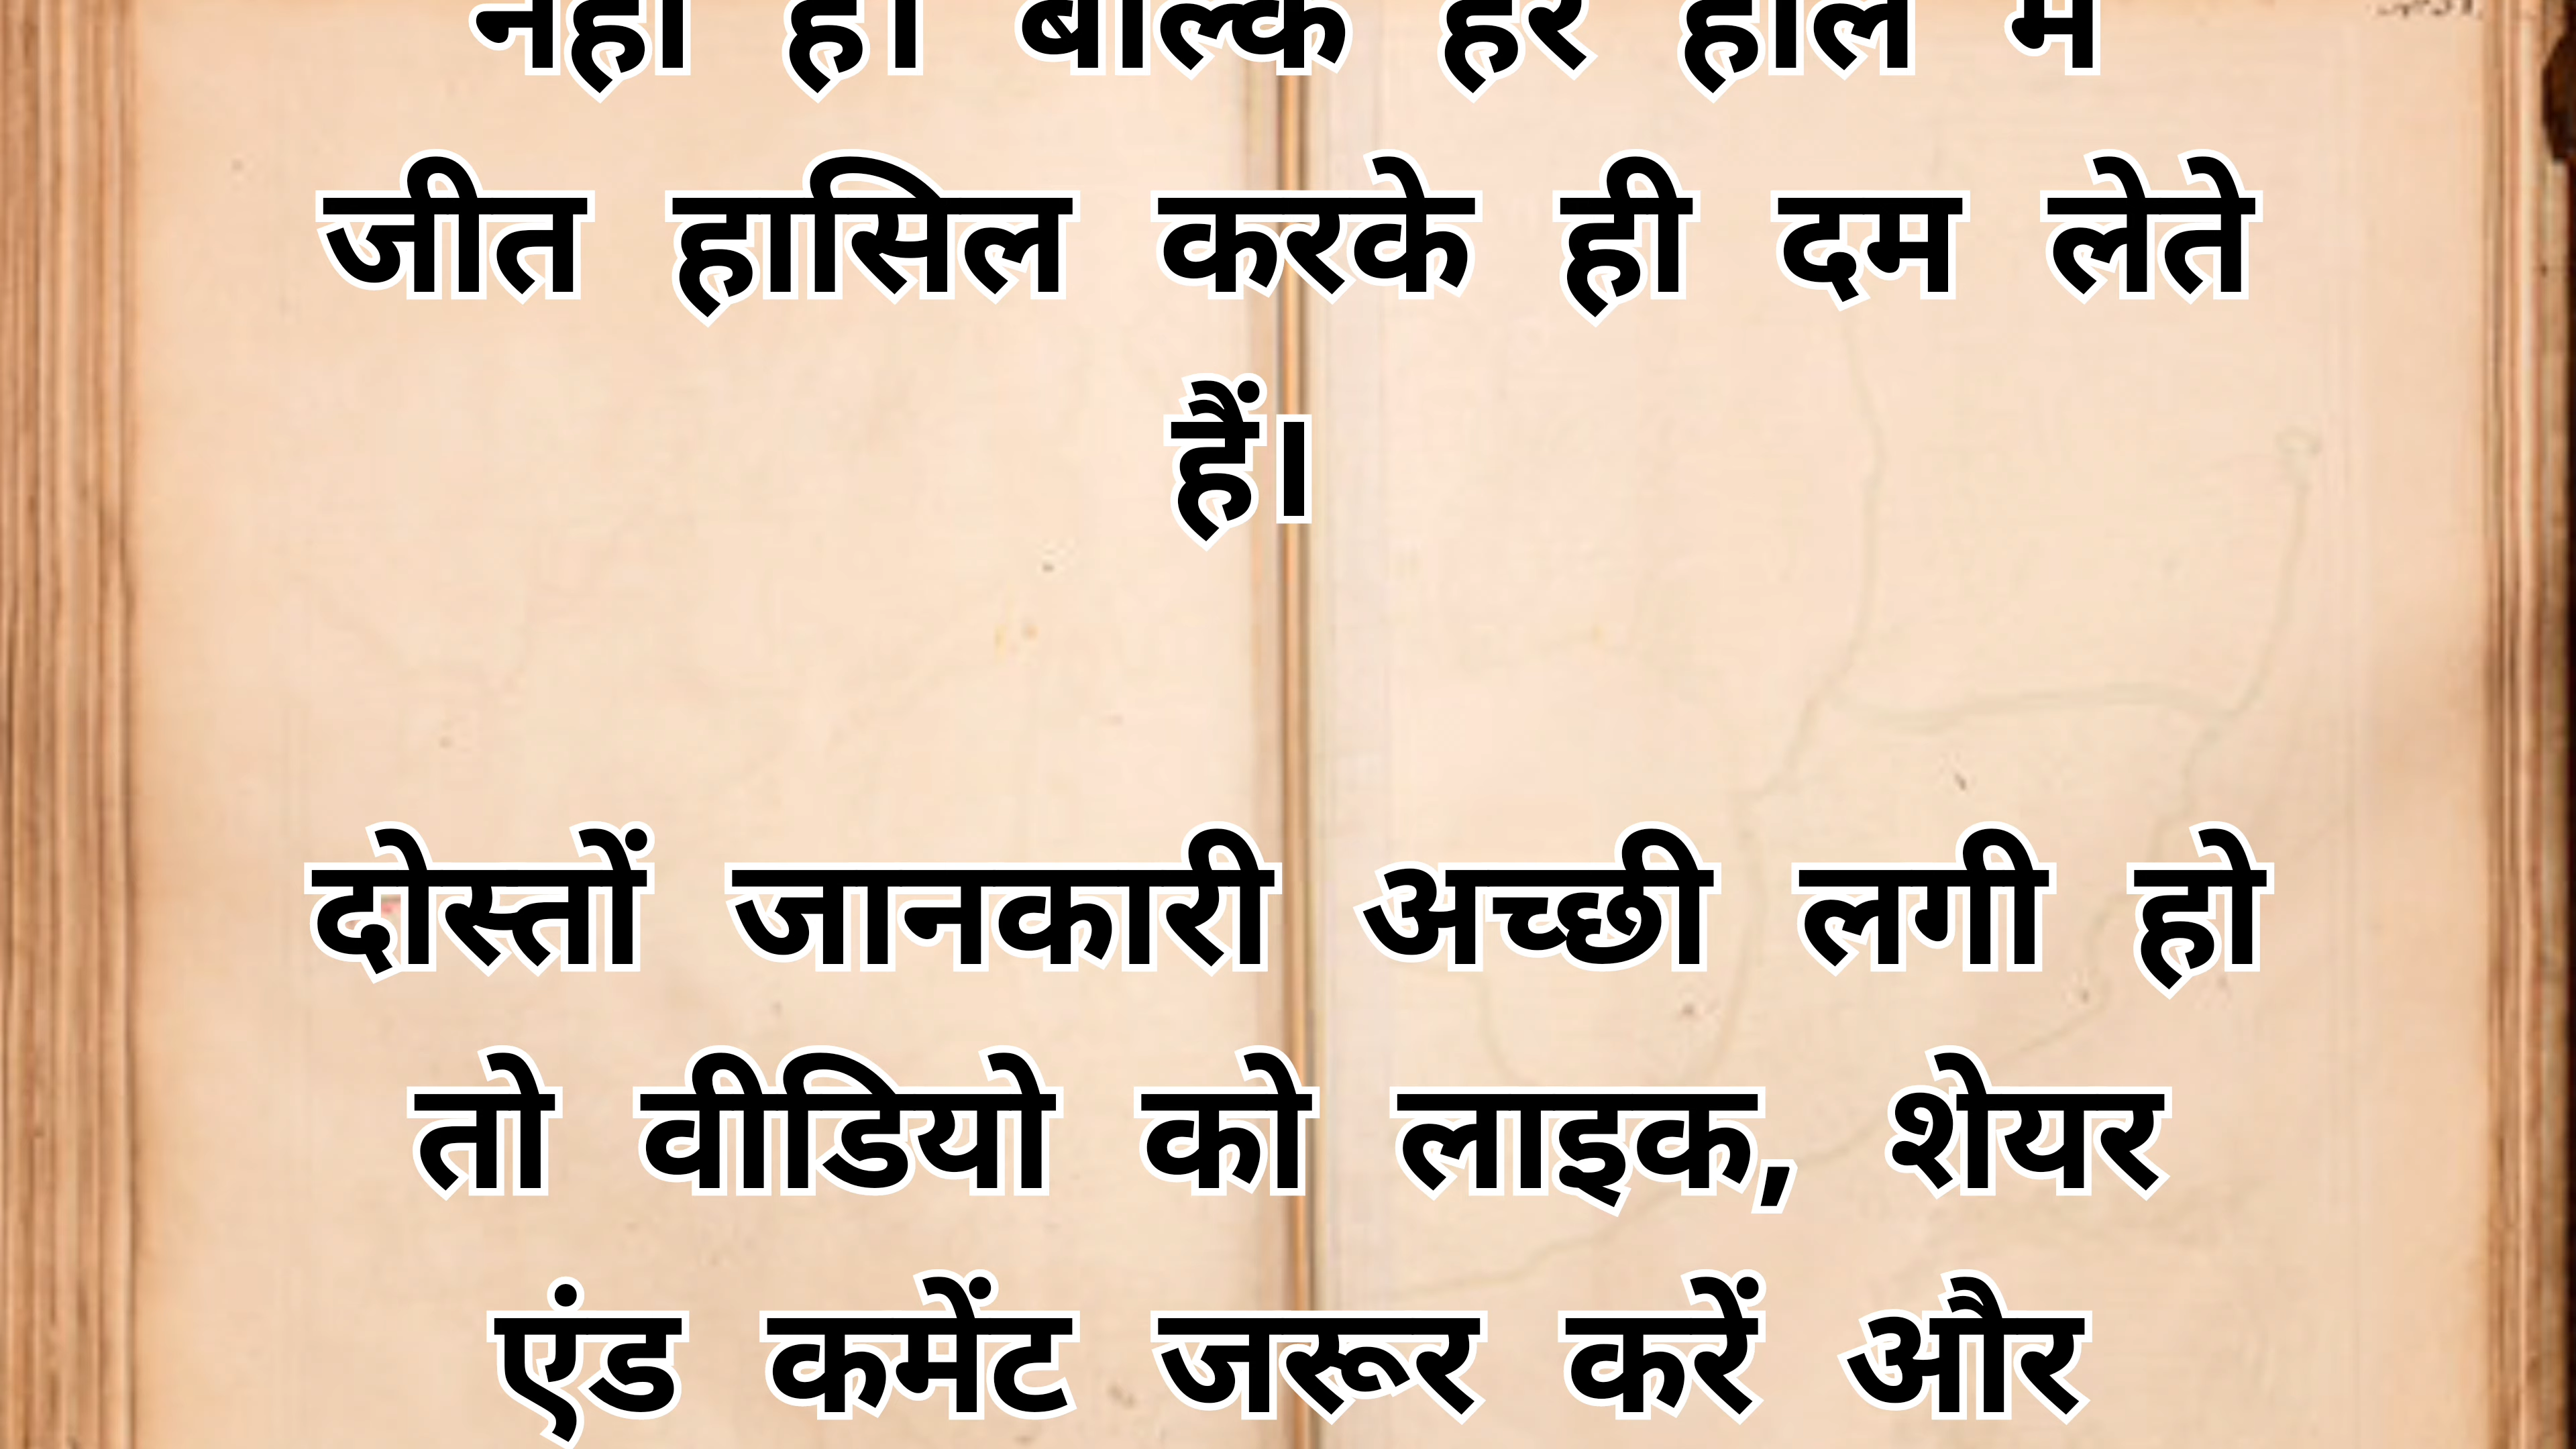 नहीं है। बल्कि हर हाल में
जीत हासिल करके ही दम लेते
हैं।
दोस्तों जानकारी अच्छी लगी हो
तो वीडियो को लाइक, शेयर
एंड कमेंट जरूर करें और